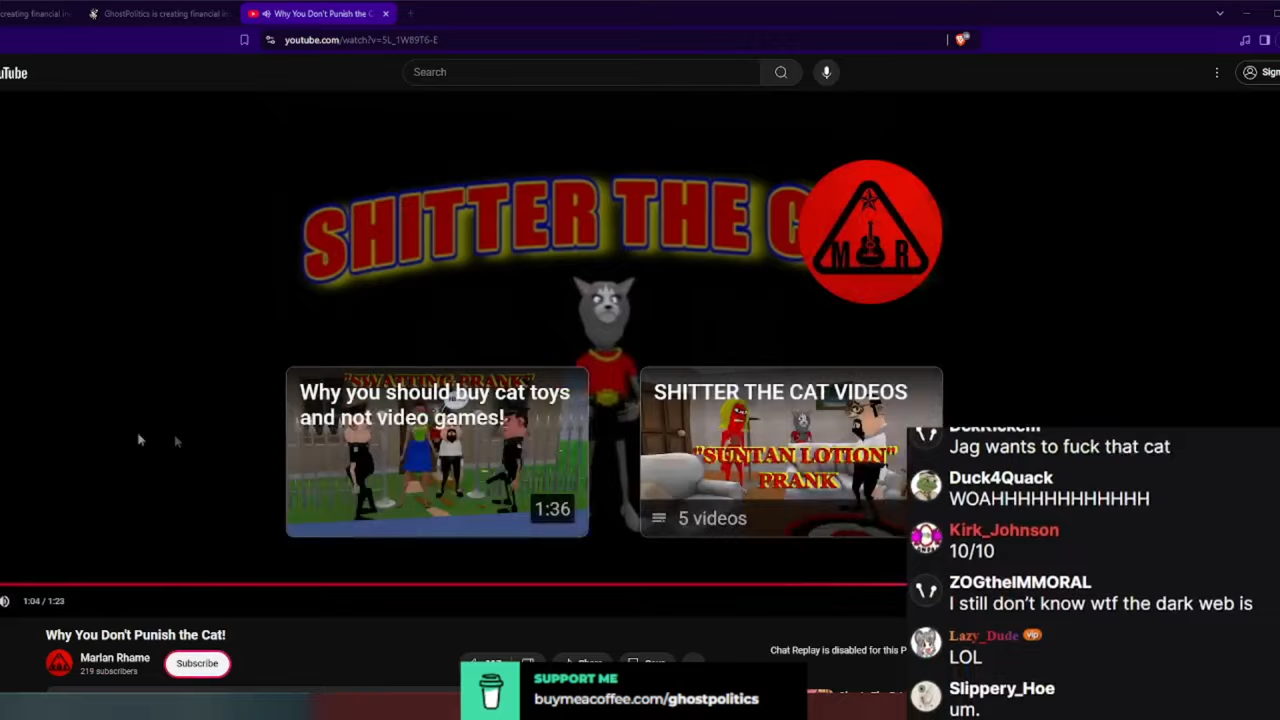 creating financial in
GhostPolitics is creating financial in
Why You Don't Punish the C
youtube.com/watch?v=5L_1W89T6-E
uTube
Search
Sign
SHITTER THE C
M R
"SWATTING PRANK"
Why you should buy cat toys
and not video games!
1:36
SHITTER THE CAT VIDEOS
"SUNTAN LOTION"
PRANK
5 videos
Jag wants to fuck that cat
Duck4Quack
WOAHHHHHHHHHHHH
Kirk_Johnson
10/10
ZOGtheIMMORAL
I still don't know wtf the dark web is
Lazy_Dude VIP
LOL
Slippery_Hoe
um.
1:04 / 1:23
Why You Don't Punish the Cat!
Marlan Rhame
219 subscribers
Subscribe
Chat Replay is disabled for this P
SUPPORT ME
buymeacoffee.com/ghostpolitics